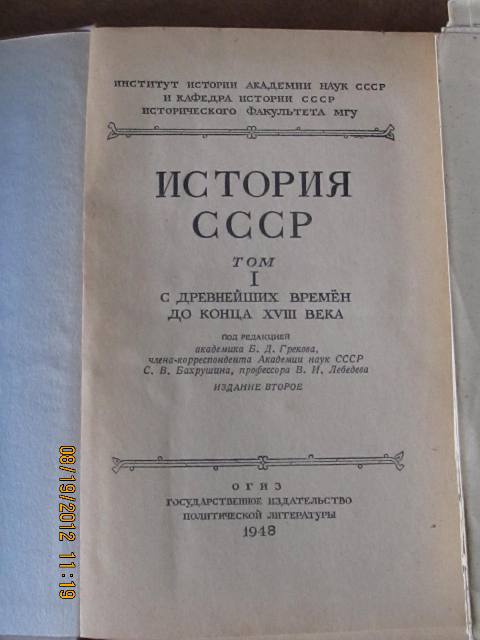 ИНСТИТУТ ИСТОРИИ АКАДЕМИИ НАУК СССР
И КАФЕДРА ИСТОРИИ СССР
ИСТОРИЧЕСКОГО ФАКУЛЬТЕТА МГУ
ИСТОРИЯ
СССР
ТОМ
I
С ДРЕВНЕЙШИХ ВРЕМЁН
ДО КОНЦА XVIII ВЕКА
ПОД РЕДАКЦИЕЙ
академика Б. Д. Грекова,
члена-корреспондента Академии наук СССР
С. В. Бахрушина, профессора В. И. Лебедева
ИЗДАНИЕ ВТОРОЕ
ОГИЗ
ГОСУДАРСТВЕННОЕ ИЗДАТЕЛЬСТВО
ПОЛИТИЧЕСКОЙ ЛИТЕРАТУРЫ
1948
08/19/2012 11:19